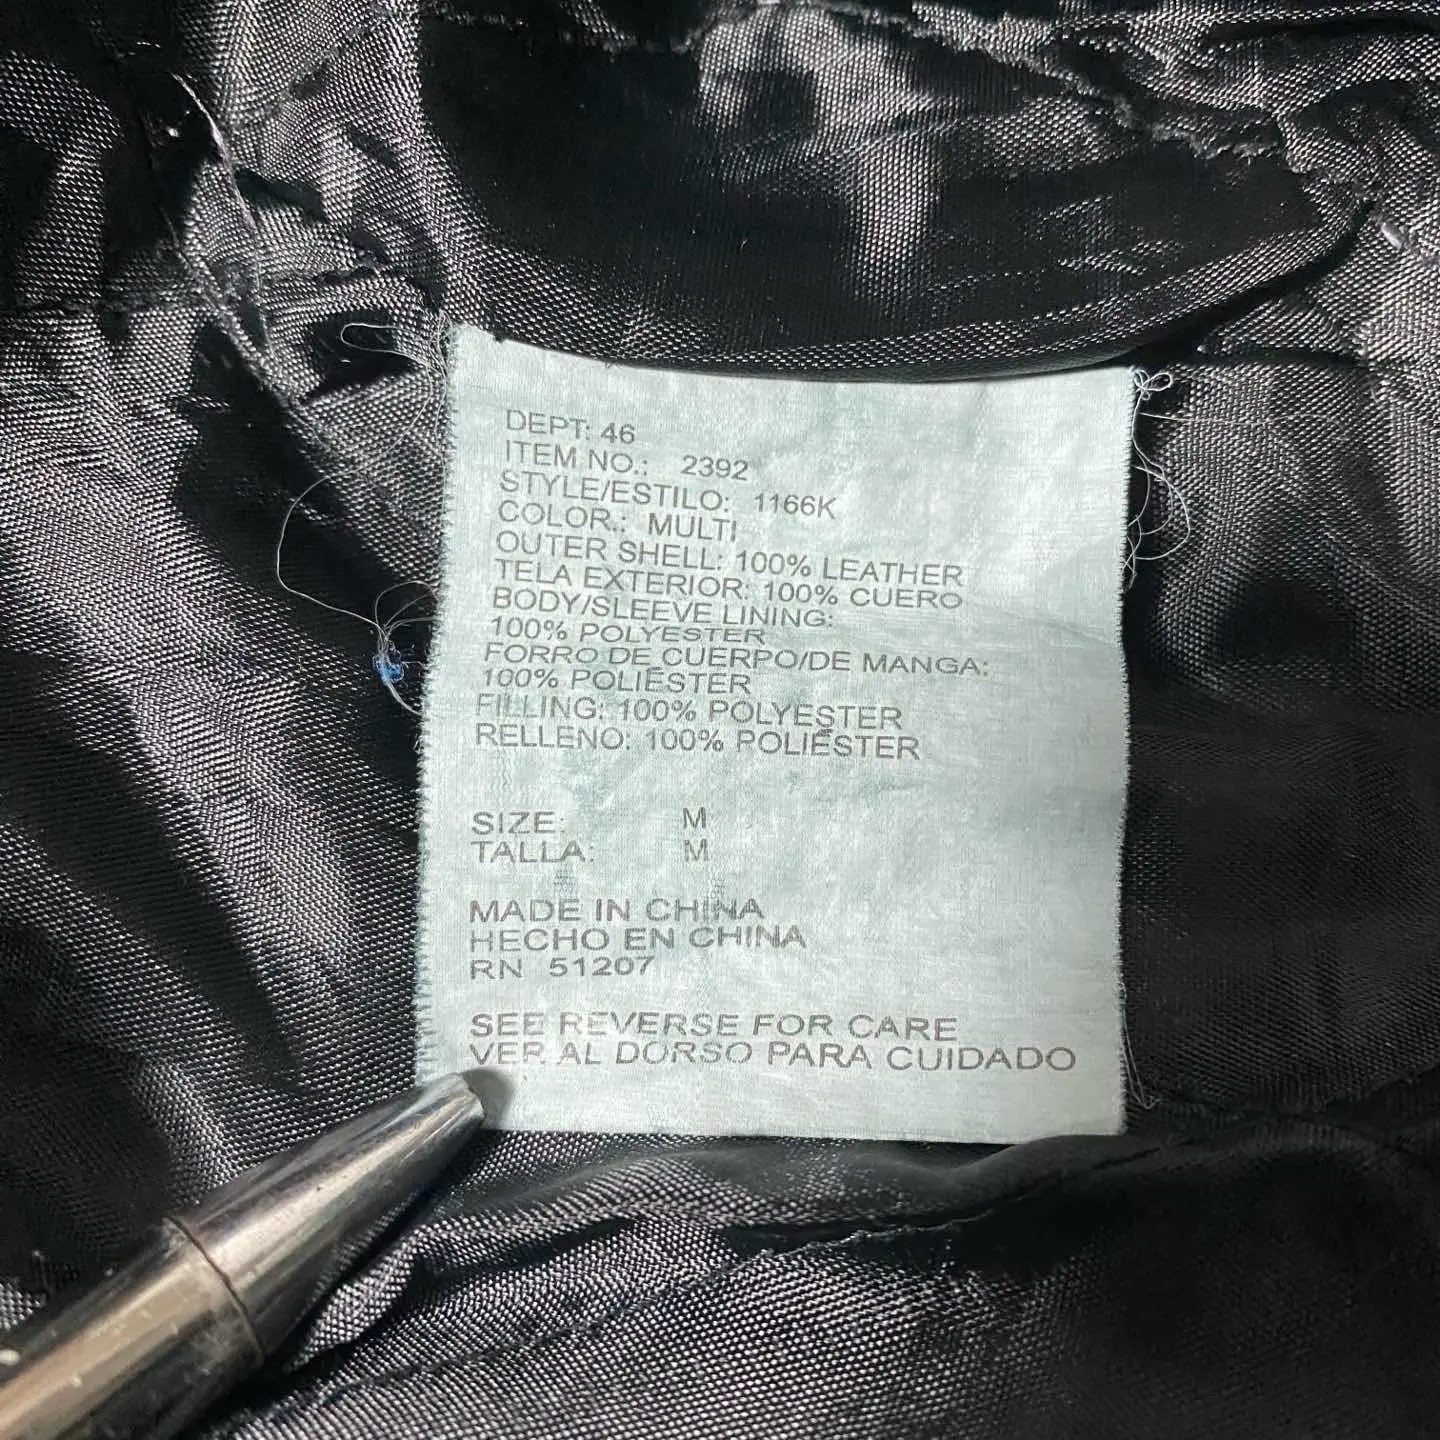 DEPT: 46
ITEM NO.: 2392
STYLE/ESTILO: 1166K
COLOR.: MULTI
OUTER SHELL: 100% LEATHER
TELA EXTERIOR: 100% CUERO
BODY/SLEEVE LINING:
100% POLYESTER
FORRO DE CUERPO/DE MANGA:
100% POLIÉSTER
FILLING: 100% POLYESTER
RELLENO: 100% POLIÉSTER
SIZE: M
TALLA: M
MADE IN CHINA
HECHO EN CHINA
RN 51207
SEE REVERSE FOR CARE
VER AL DORSO PARA CUIDADO